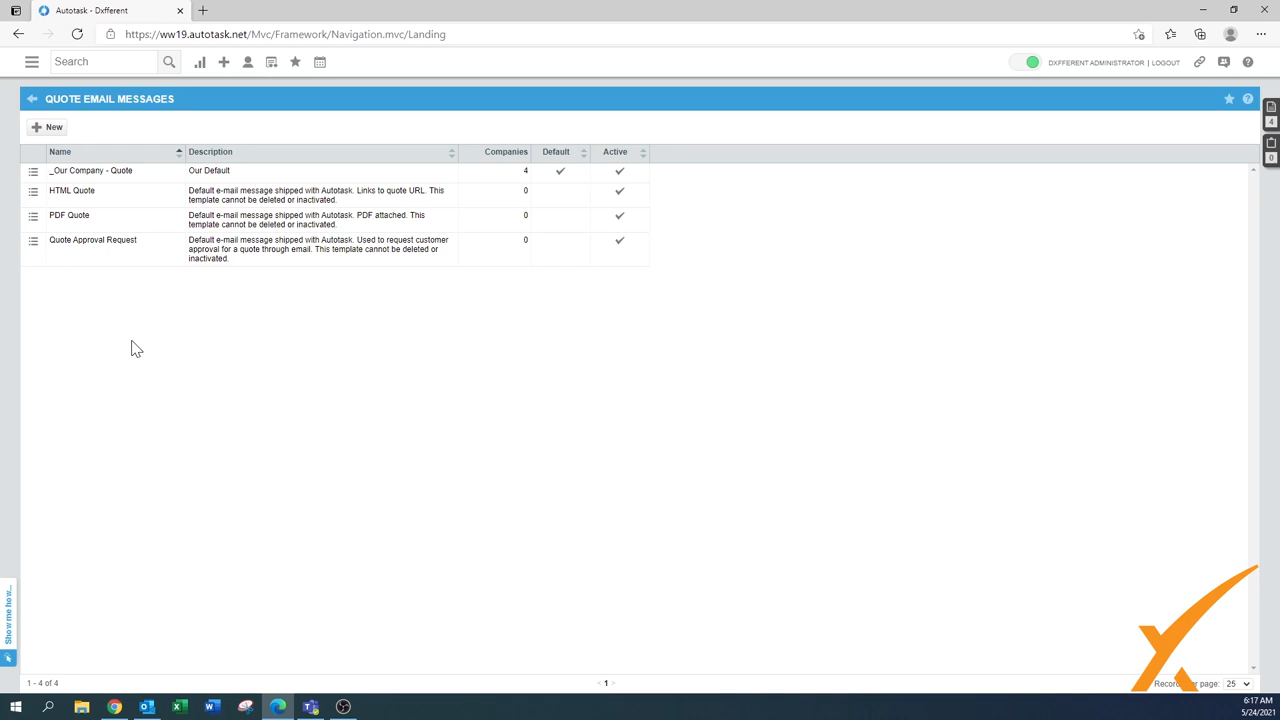 Autotask - Dxfferent
https://ww19.autotask.net/Mvc/Framework/Navigation.mvc/Landing
Search
DXFFERENT ADMINISTRATOR | LOGOUT
QUOTE EMAIL MESSAGES
4
New
0
Name Description Companies Default Active
_Our Company - Quote Our Default 4
HTML Quote Default e-mail message shipped with Autotask. Links to quote URL. This 0
template cannot be deleted or inactivated.
PDF Quote Default e-mail message shipped with Autotask. PDF attached. This 0
template cannot be deleted or inactivated.
Quote Approval Request Default e-mail message shipped with Autotask. Used to request customer 0
approval for a quote through email. This template cannot be deleted or
inactivated.
Show me how...
1 - 4 of 4 < 1 > page: 25
6:17 AM
5/24/2021